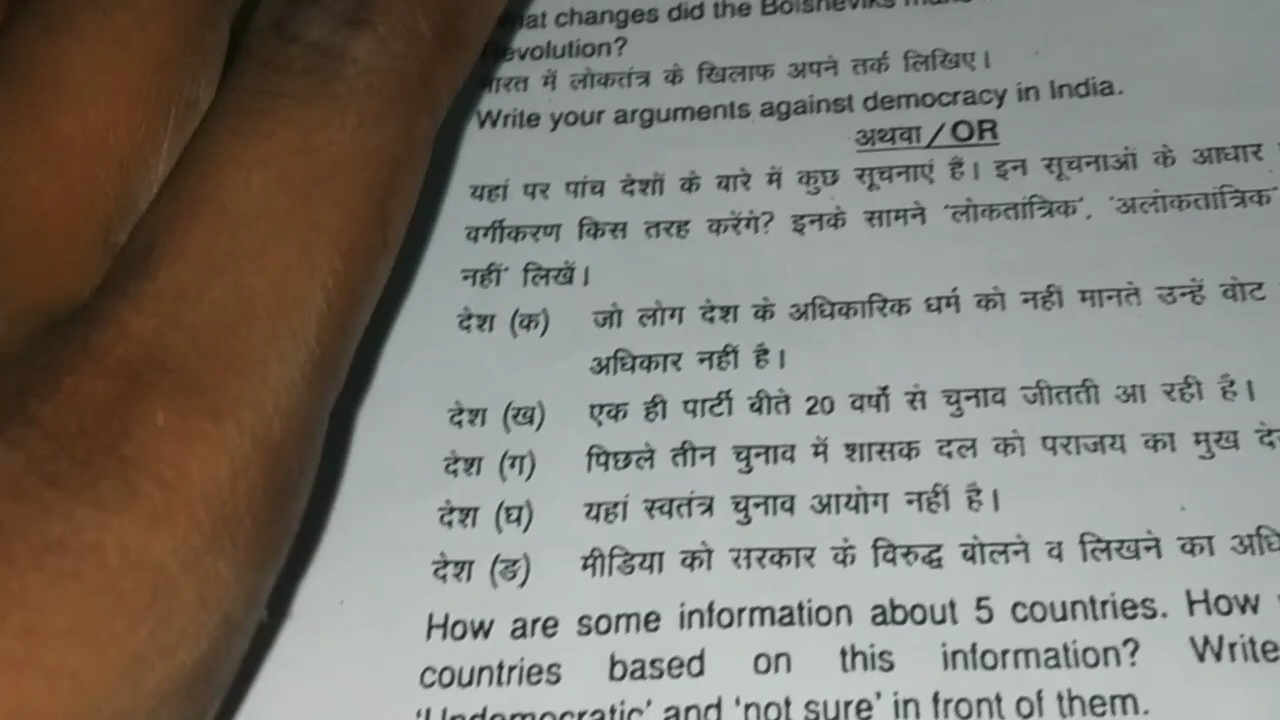 changes did the Bolsheviks
Revolution?
भारत में लोकतंत्र के खिलाफ अपने तर्क लिखिए।
Write your arguments against democracy in India.
अथवा / OR
यहां पर पांच देशों के बारे में कुछ सूचनाएं हैं। इन सूचनाओं के आधार
वर्गीकरण किस तरह करेंगे? इनके सामने 'लोकतांत्रिक', 'अलोकतांत्रिक'
नहीं' लिखें।
देश (क) जो लोग देश के अधिकारिक धर्म को नहीं मानते उन्हें वोट
अधिकार नहीं है।
देश (ख) एक ही पार्टी बीते 20 वर्षों से चुनाव जीतती आ रही है।
देश (ग) पिछले तीन चुनाव में शासक दल को पराजय का मुख
देश (घ) यहां स्वतंत्र चुनाव आयोग नहीं है।
देश (ङ) मीडिया को सरकार के विरुद्ध बोलने व लिखने का
How are some information about 5 countries. How
countries based on this information? Write
'Undemocratic' and 'not sure' in front of them.